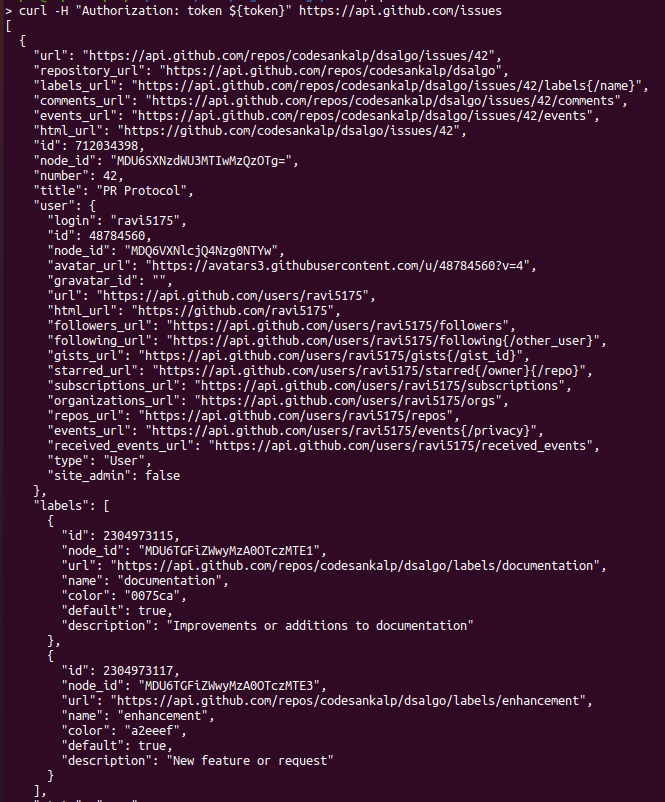 > curl -H "Authorization: token ${token}" https://api.github.com/issues
[
  {
    "url": "https://api.github.com/repos/codesankalp/dsalgo/issues/42",
    "repository_url": "https://api.github.com/repos/codesankalp/dsalgo",
    "labels_url": "https://api.github.com/repos/codesankalp/dsalgo/issues/42/labels{/name}",
    "comments_url": "https://api.github.com/repos/codesankalp/dsalgo/issues/42/comments",
    "events_url": "https://api.github.com/repos/codesankalp/dsalgo/issues/42/events",
    "html_url": "https://github.com/codesankalp/dsalgo/issues/42",
    "id": 712034398,
    "node_id": "MDU6SXNzdWU3MTIwMzQzOTg=",
    "number": 42,
    "title": "PR Protocol",
    "user": {
      "login": "ravi5175",
      "id": 48784560,
      "node_id": "MDQ6VXNlcjQ4Nzg0NTYw",
      "avatar_url": "https://avatars3.githubusercontent.com/u/48784560?v=4",
      "gravatar_id": "",
      "url": "https://api.github.com/users/ravi5175",
      "html_url": "https://github.com/ravi5175",
      "followers_url": "https://api.github.com/users/ravi5175/followers",
      "following_url": "https://api.github.com/users/ravi5175/following{/other_user}",
      "gists_url": "https://api.github.com/users/ravi5175/gists{/gist_id}",
      "starred_url": "https://api.github.com/users/ravi5175/starred{/owner}{/repo}",
      "subscriptions_url": "https://api.github.com/users/ravi5175/subscriptions",
      "organizations_url": "https://api.github.com/users/ravi5175/orgs",
      "repos_url": "https://api.github.com/users/ravi5175/repos",
      "events_url": "https://api.github.com/users/ravi5175/events{/privacy}",
      "received_events_url": "https://api.github.com/users/ravi5175/received_events",
      "type": "User",
      "site_admin": false
    },
    "labels": [
      {
        "id": 2304973115,
        "node_id": "MDU6TGFiZWwyMzA0OTczMTE1",
        "url": "https://api.github.com/repos/codesankalp/dsalgo/labels/documentation",
        "name": "documentation",
        "color": "0075ca",
        "default": true,
        "description": "Improvements or additions to documentation"
      },
      {
        "id": 2304973117,
        "node_id": "MDU6TGFiZWwyMzA0OTczMTE3",
        "url": "https://api.github.com/repos/codesankalp/dsalgo/labels/enhancement",
        "name": "enhancement",
        "color": "a2eeef",
        "default": true,
        "description": "New feature or request"
      }
    ],